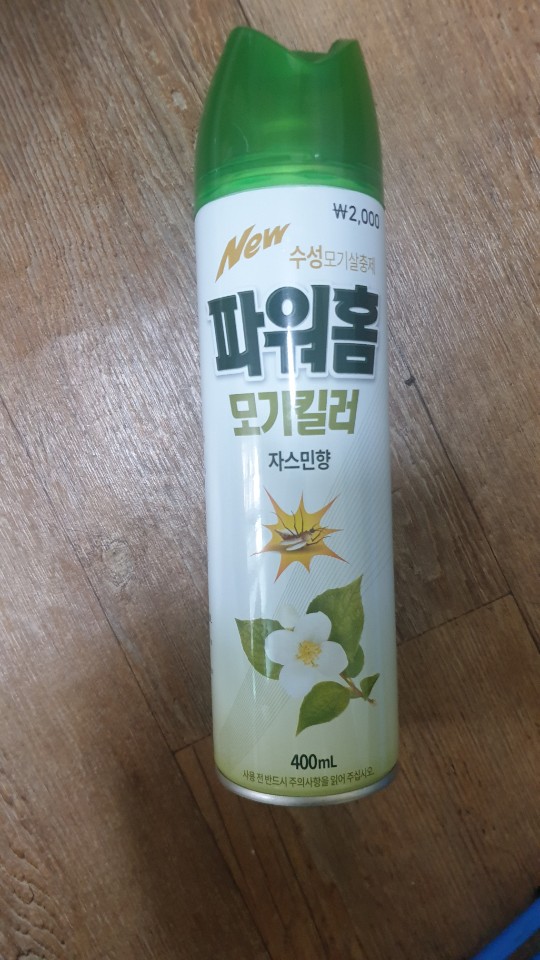 ₩2,000
New
수성모기살충제
파워홈
모기킬러
자스민향
400mL
사용 전 반드시 주의사항을 읽어 주십시오.